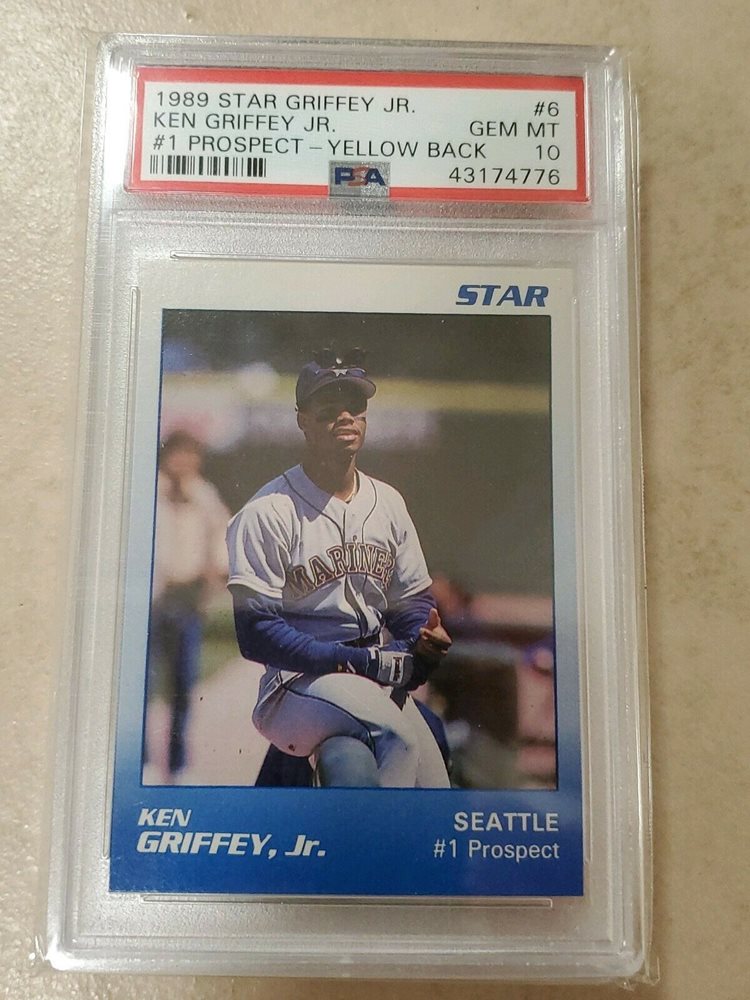 1989 STAR GRIFFEY JR. #6
KEN GRIFFEY JR. GEM MT
#1 PROSPECT - YELLOW BACK 10
PSA 43174776
STAR
MARINERS
KEN SEATTLE
GRIFFEY, Jr. #1 Prospect